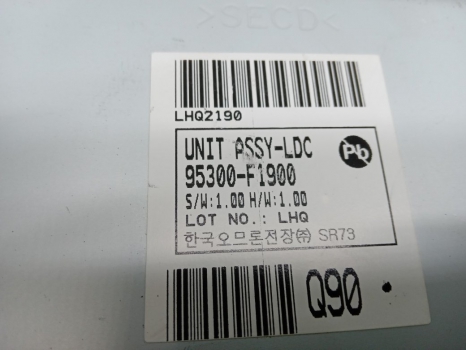 >SECD<
LHQ2190
UNIT ASSY-LDC
Pb
95300-F1900
S/W:1.00 H/W:1.00
LOT NO.: LHQ
한국오므론전장㈜ SR73
Q90